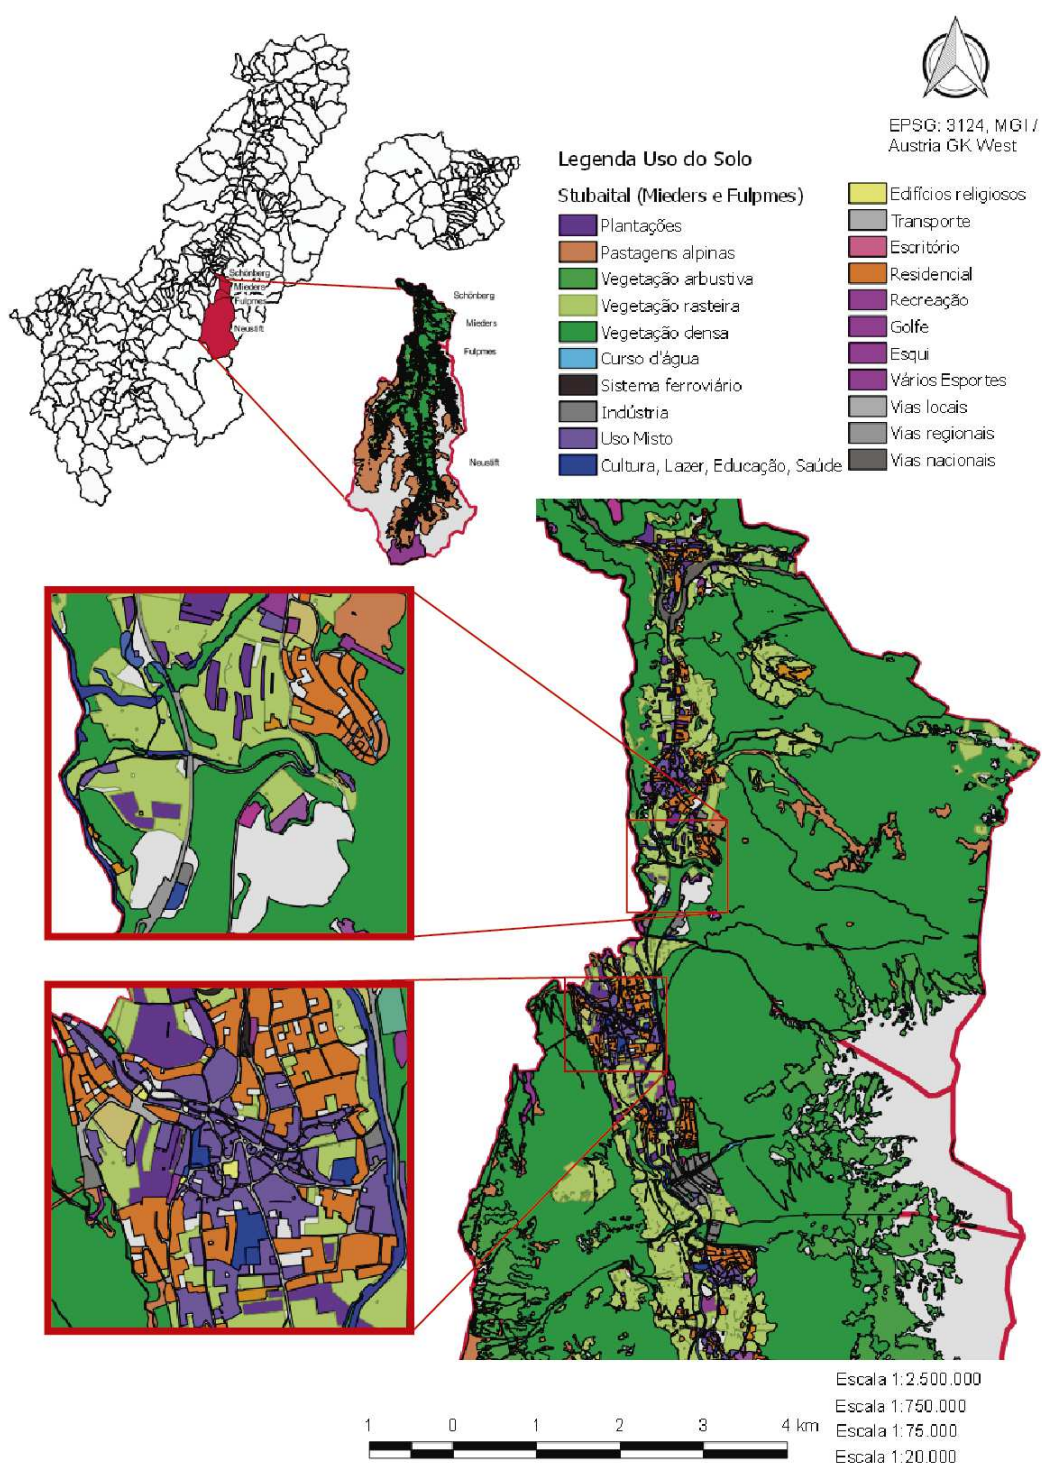 EPSG: 3124, MGI /
Austria GK West
Legenda Uso do Solo
Stubaital (Mieders e Fulpmes)
Plantações
Pastagens alpinas
Vegetação arbustiva
Vegetação rasteira
Vegetação densa
Curso d'água
Sistema ferroviário
Indústria
Uso Misto
Cultura, Lazer, Educação, Saúde
Edifícios religiosos
Transporte
Escritório
Residencial
Recreação
Golfe
Esqui
Vários Esportes
Vias locais
Vias regionais
Vias nacionais
Schönberg
Mieders
Fulpmes
Neustift
Schönberg
Mieders
Fulpmes
Neustift
Escala 1:2.500.000
Escala 1:750.000
Escala 1:75.000
Escala 1:20.000
1 0 1 2 3 4 km